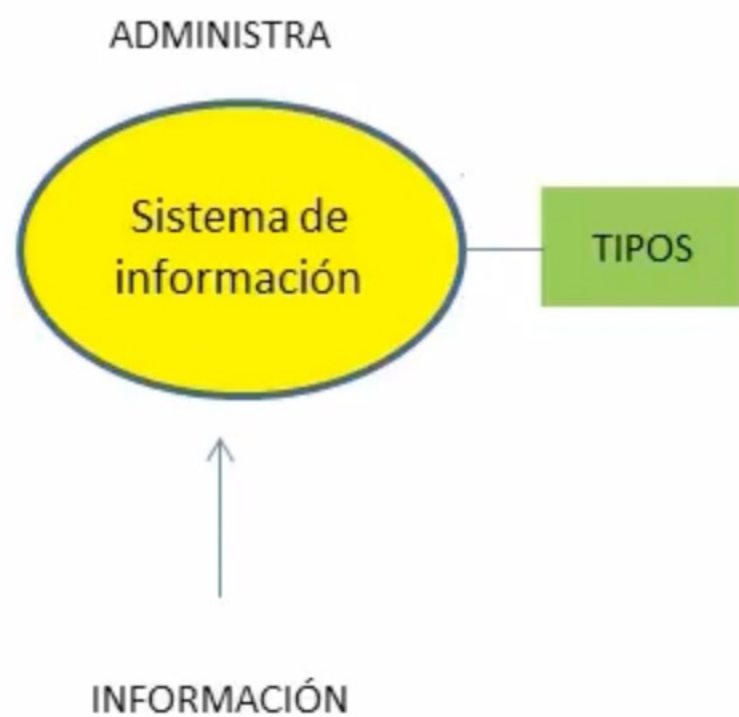 ADMINISTRA
Sistema de
información
TIPOS
INFORMACIÓN